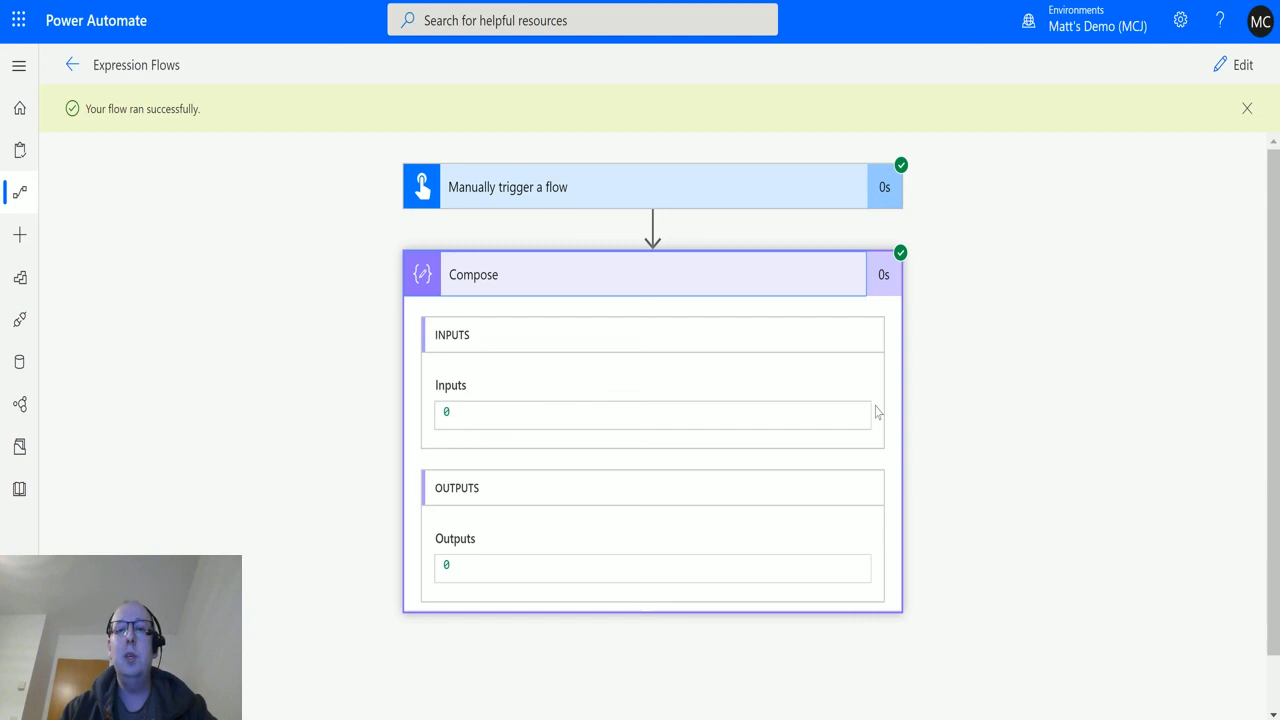 Power Automate
Search for helpful resources
Environments
Matt's Demo (MCJ)
?
MC
Expression Flows
Edit
Your flow ran successfully.
Manually trigger a flow
0s
Compose
0s
INPUTS
Inputs
0
OUTPUTS
Outputs
0